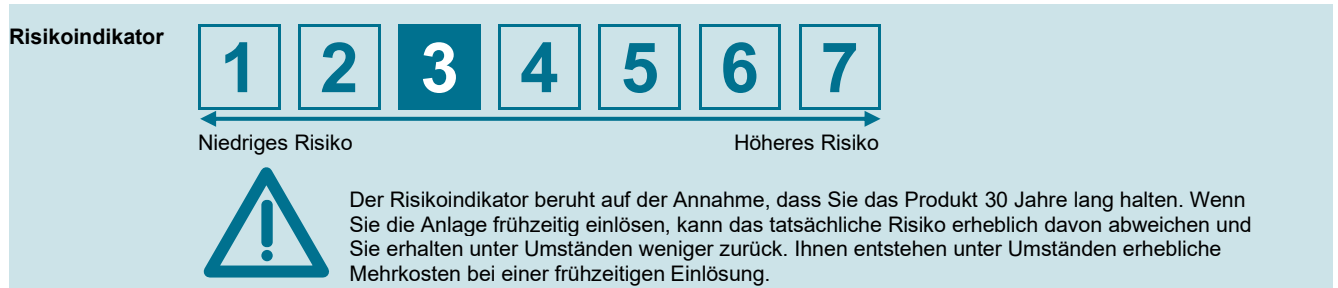 Risikoindikator
1 2 3 4 5 6 7
Niedriges Risiko Höheres Risiko
Der Risikoindikator beruht auf der Annahme, dass Sie das Produkt 30 Jahre lang halten. Wenn
Sie die Anlage frühzeitig einlösen, kann das tatsächliche Risiko erheblich davon abweichen und
Sie erhalten unter Umständen weniger zurück. Ihnen entstehen unter Umständen erhebliche
Mehrkosten bei einer frühzeitigen Einlösung.